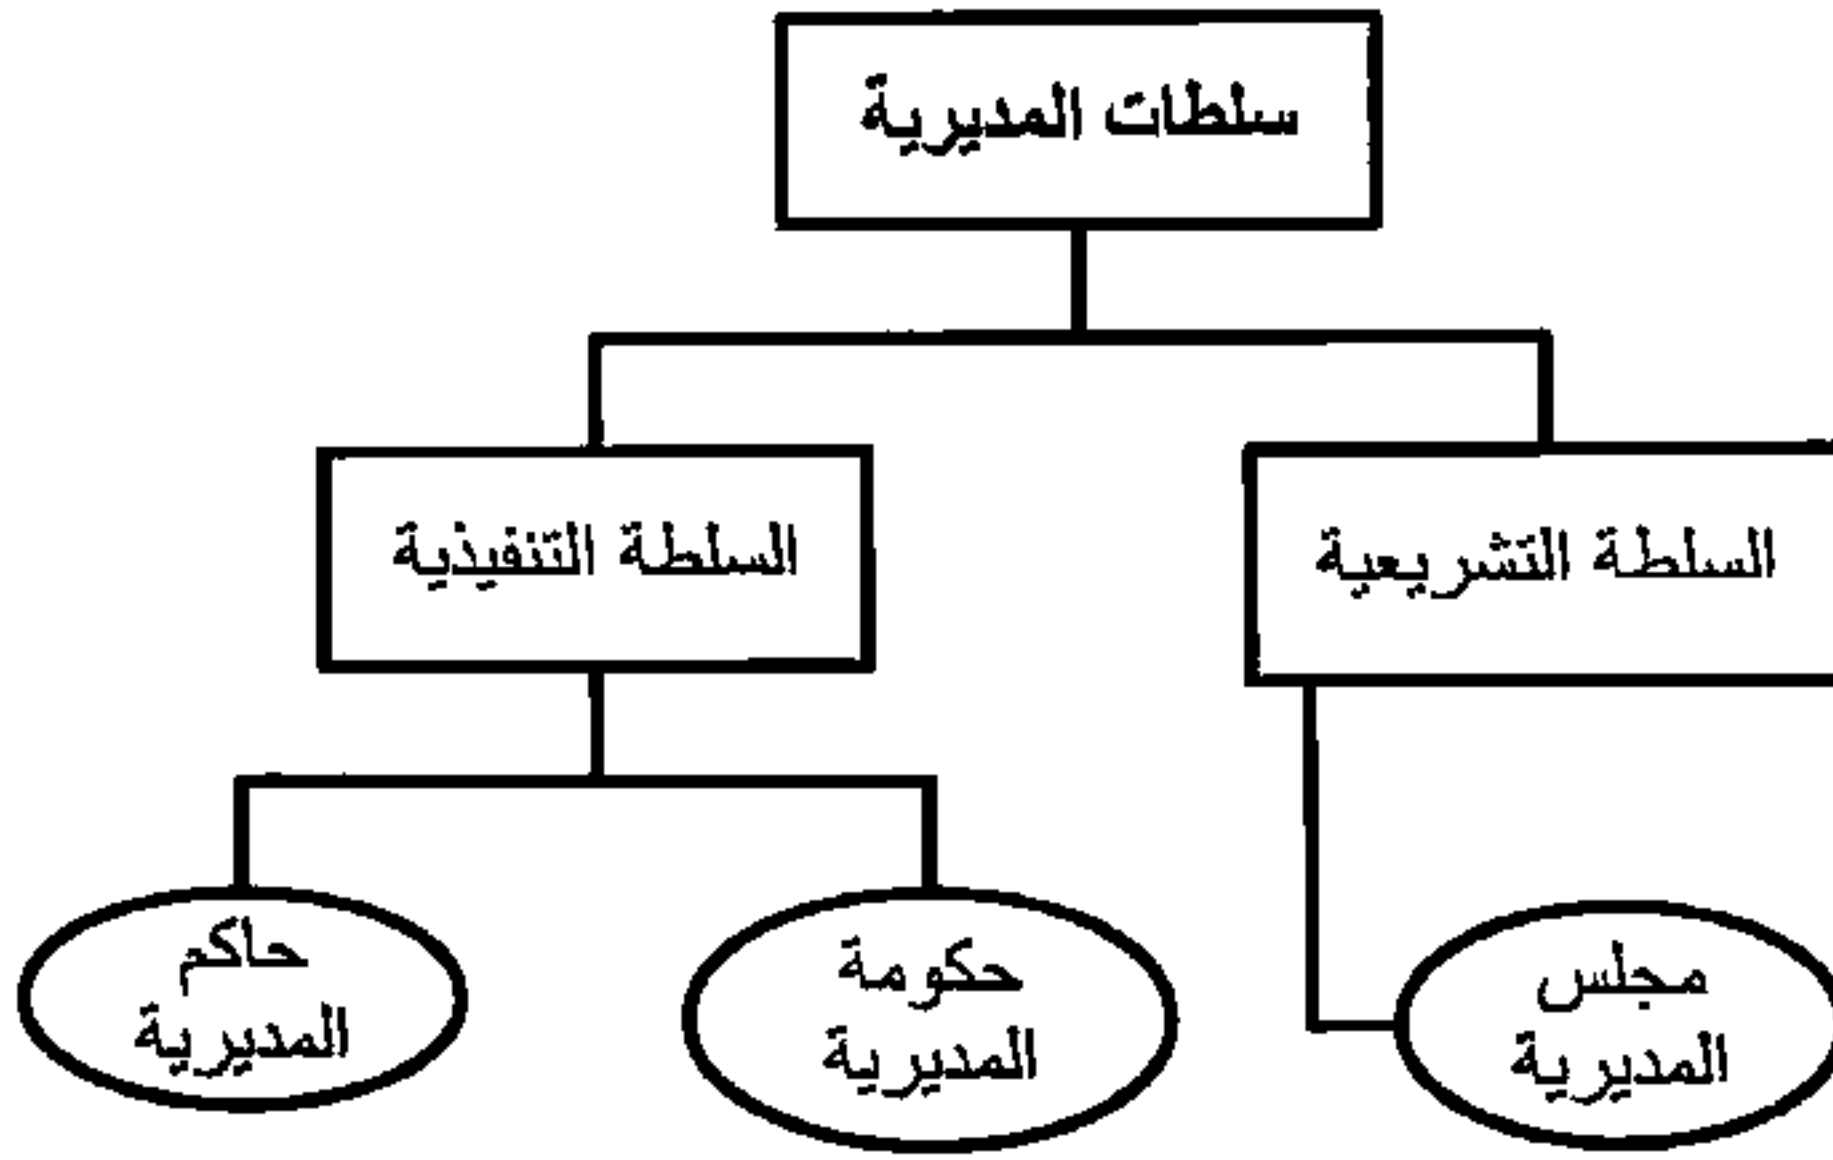 سلطات المديرية
السلطة التشريعية
السلطة التنفيذية
مجلس
المديرية
حكومة
المديرية
حاكم
المديرية